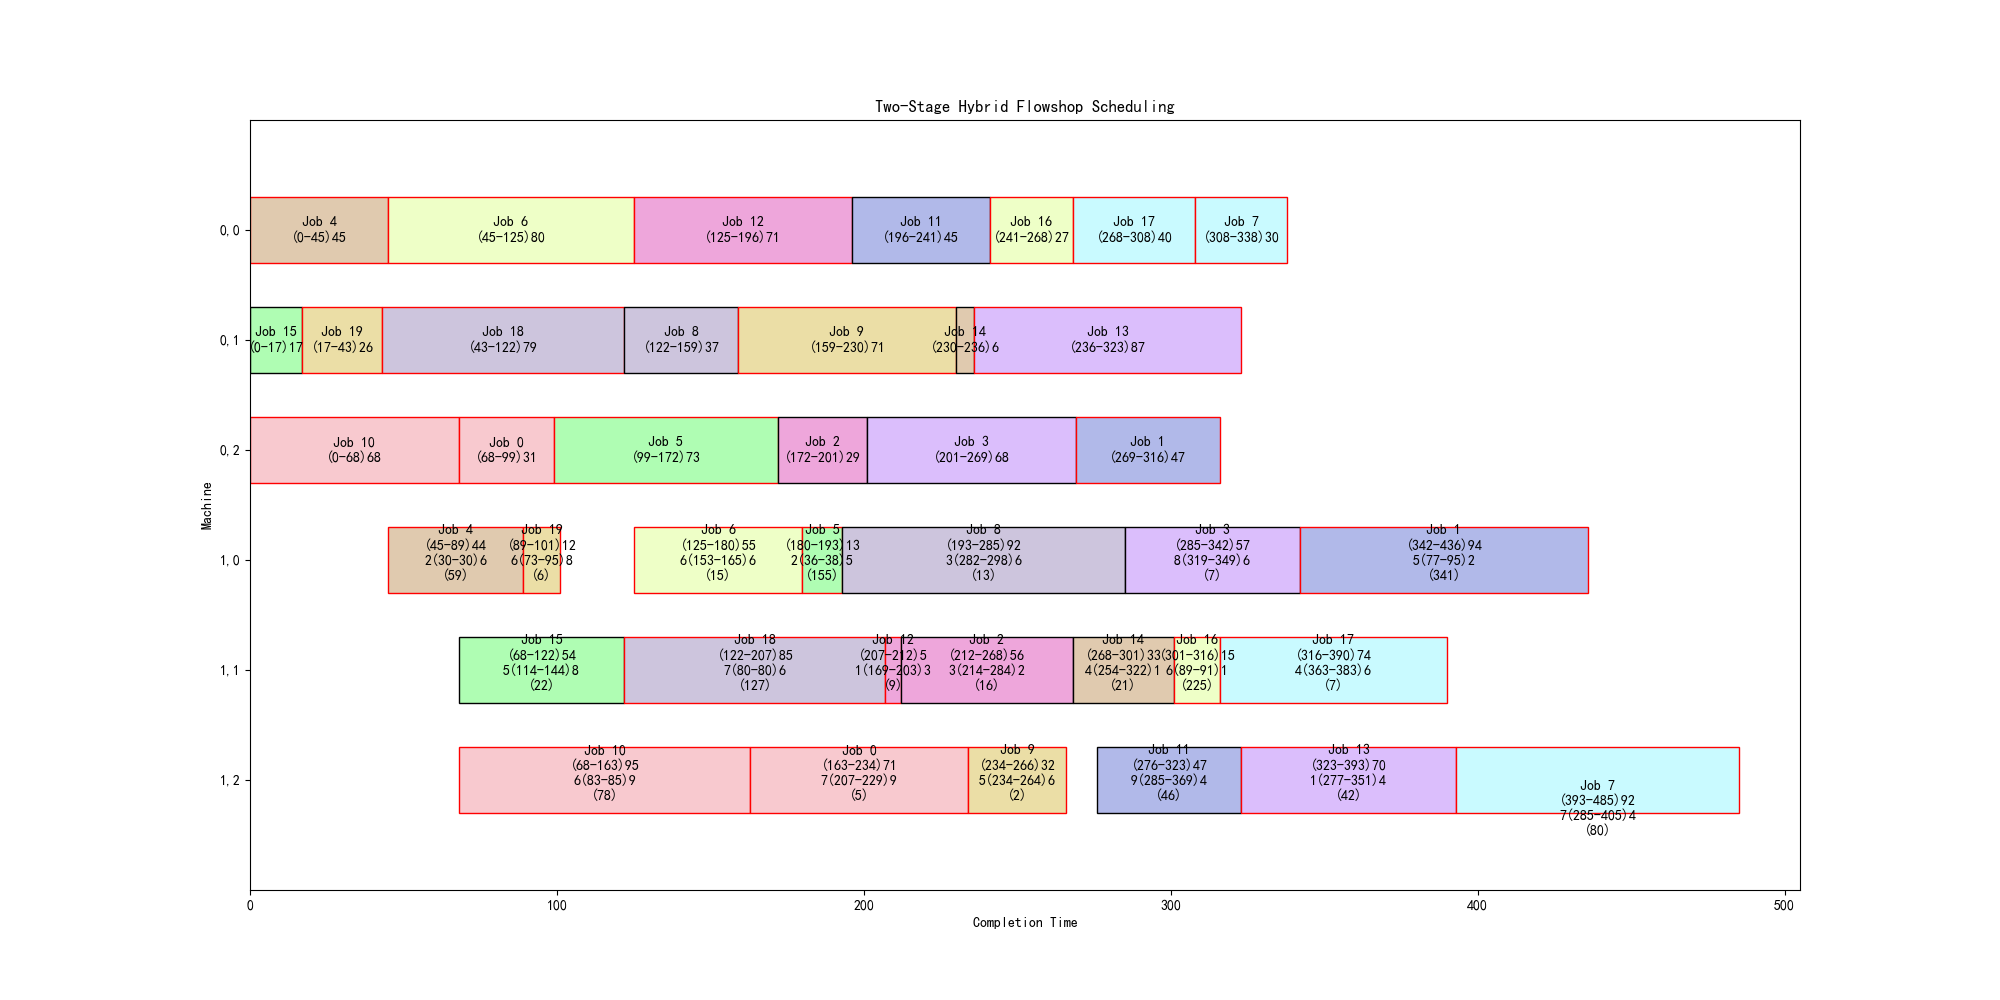 Two-Stage Hybrid Flowshop Scheduling
Machine
0,0
Job 4
(0-45)45
Job 6
(45-125)80
Job 12
(125-196)71
Job 11
(196-241)45
Job 16
(241-268)27
Job 17
(268-308)40
Job 7
(308-338)30
0,1
Job 15
(0-17)17
Job 19
(17-43)26
Job 18
(43-122)79
Job 8
(122-159)37
Job 9
(159-230)71
Job 14
(230-236)6
Job 13
(236-323)87
0,2
Job 10
(0-68)68
Job 0
(68-99)31
Job 5
(99-172)73
Job 2
(172-201)29
Job 3
(201-269)68
Job 1
(269-316)47
1,0
Job 4
(45-89)44
2(30-30)6
(59)
Job 19
(89-101)12
6(73-95)8
(6)
Job 6
(125-180)55
6(153-165)6
(15)
Job 5
(180-193)13
2(36-38)5
(155)
Job 8
(193-285)92
3(282-298)6
(13)
Job 3
(285-342)57
8(319-349)6
(7)
Job 1
(342-436)94
5(77-95)2
(341)
1,1
Job 15
(68-122)54
5(114-144)8
(22)
Job 18
(122-207)85
7(80-80)6
(127)
Job 12
(207-212)5
1(169-203)3
(9)
Job 2
(212-268)56
3(214-284)2
(16)
Job 14
(268-301)33
4(254-322)1
(21)
Job 16
(301-316)15
6(89-91)1
(225)
Job 17
(316-390)74
4(363-383)6
(7)
1,2
Job 10
(68-163)95
6(83-85)9
(78)
Job 0
(163-234)71
7(207-229)9
(5)
Job 9
(234-266)32
5(234-264)6
(2)
Job 11
(276-323)47
9(285-369)4
(46)
Job 13
(323-393)70
1(277-351)4
(42)
Job 7
(393-485)92
7(285-405)4
(80)
0
100
200
300
400
500
Completion Time